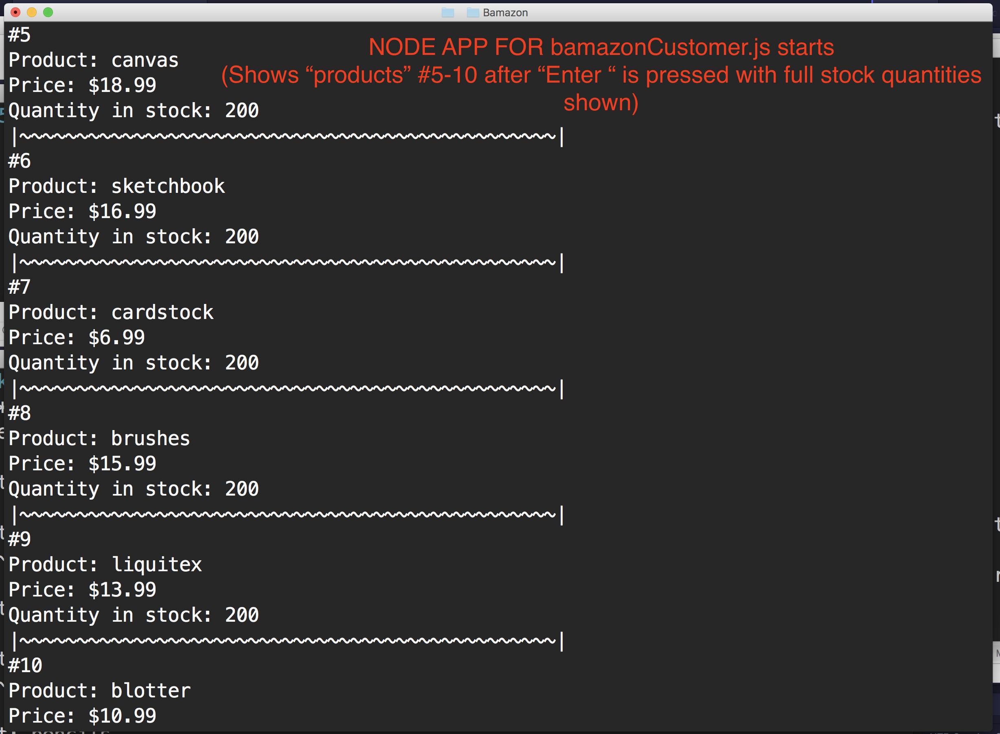 Bamazon
#5
NODE APP FOR bamazonCustomer.js starts
Product: canvas
(Shows “products” #5-10 after “Enter “ is pressed with full stock quantities
Price: $18.99
shown)
Quantity in stock: 200
|~~~~~~~~~~~~~~~~~~~~~~~~~~~~~~~~~~~~~~~~~~~~~~~|
#6
Product: sketchbook
Price: $16.99
Quantity in stock: 200
|~~~~~~~~~~~~~~~~~~~~~~~~~~~~~~~~~~~~~~~~~~~~~~~|
#7
Product: cardstock
Price: $6.99
Quantity in stock: 200
|~~~~~~~~~~~~~~~~~~~~~~~~~~~~~~~~~~~~~~~~~~~~~~~|
#8
Product: brushes
Price: $15.99
Quantity in stock: 200
|~~~~~~~~~~~~~~~~~~~~~~~~~~~~~~~~~~~~~~~~~~~~~~~|
#9
Product: liquitex
Price: $13.99
Quantity in stock: 200
|~~~~~~~~~~~~~~~~~~~~~~~~~~~~~~~~~~~~~~~~~~~~~~~|
#10
Product: blotter
Price: $10.99